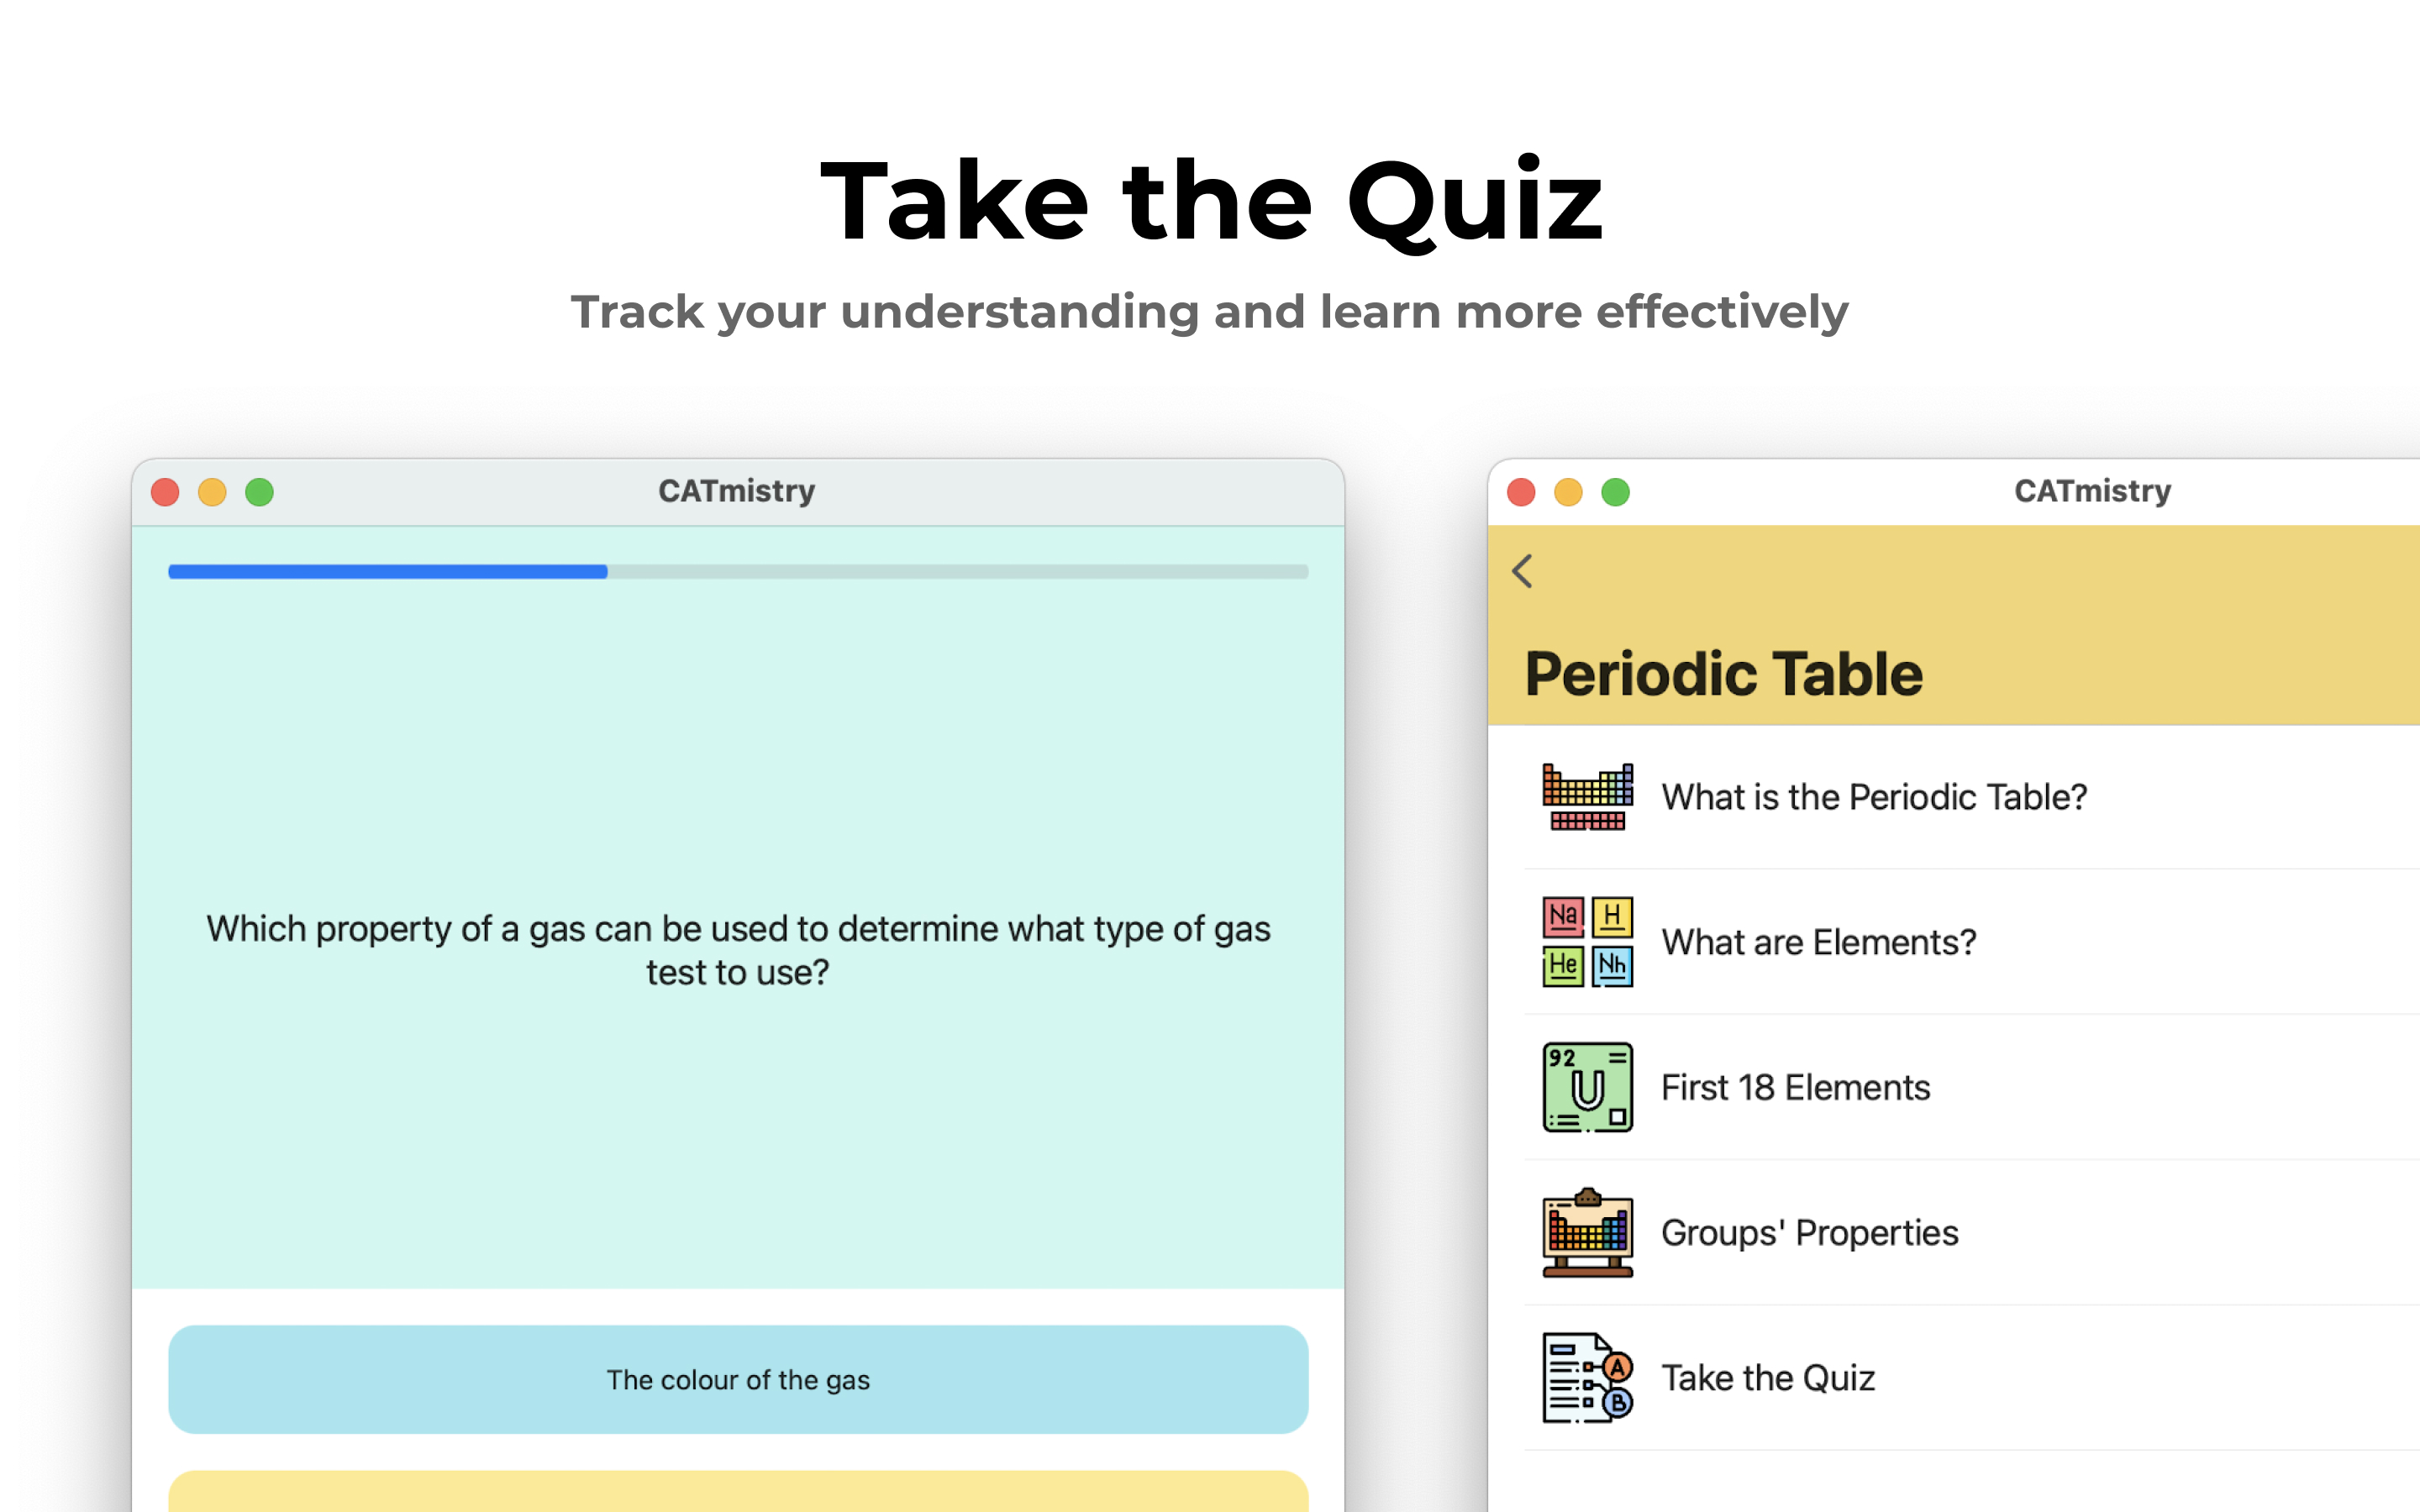 Take the Quiz
Track your understanding and learn more effectively
CATmistry
Which property of a gas can be used to determine what type of gas
test to use?
The colour of the gas
CATmistry
Periodic Table
What is the Periodic Table?
Na H
He Nh
What are Elements?
92
U
First 18 Elements
Groups' Properties
A
B
Take the Quiz